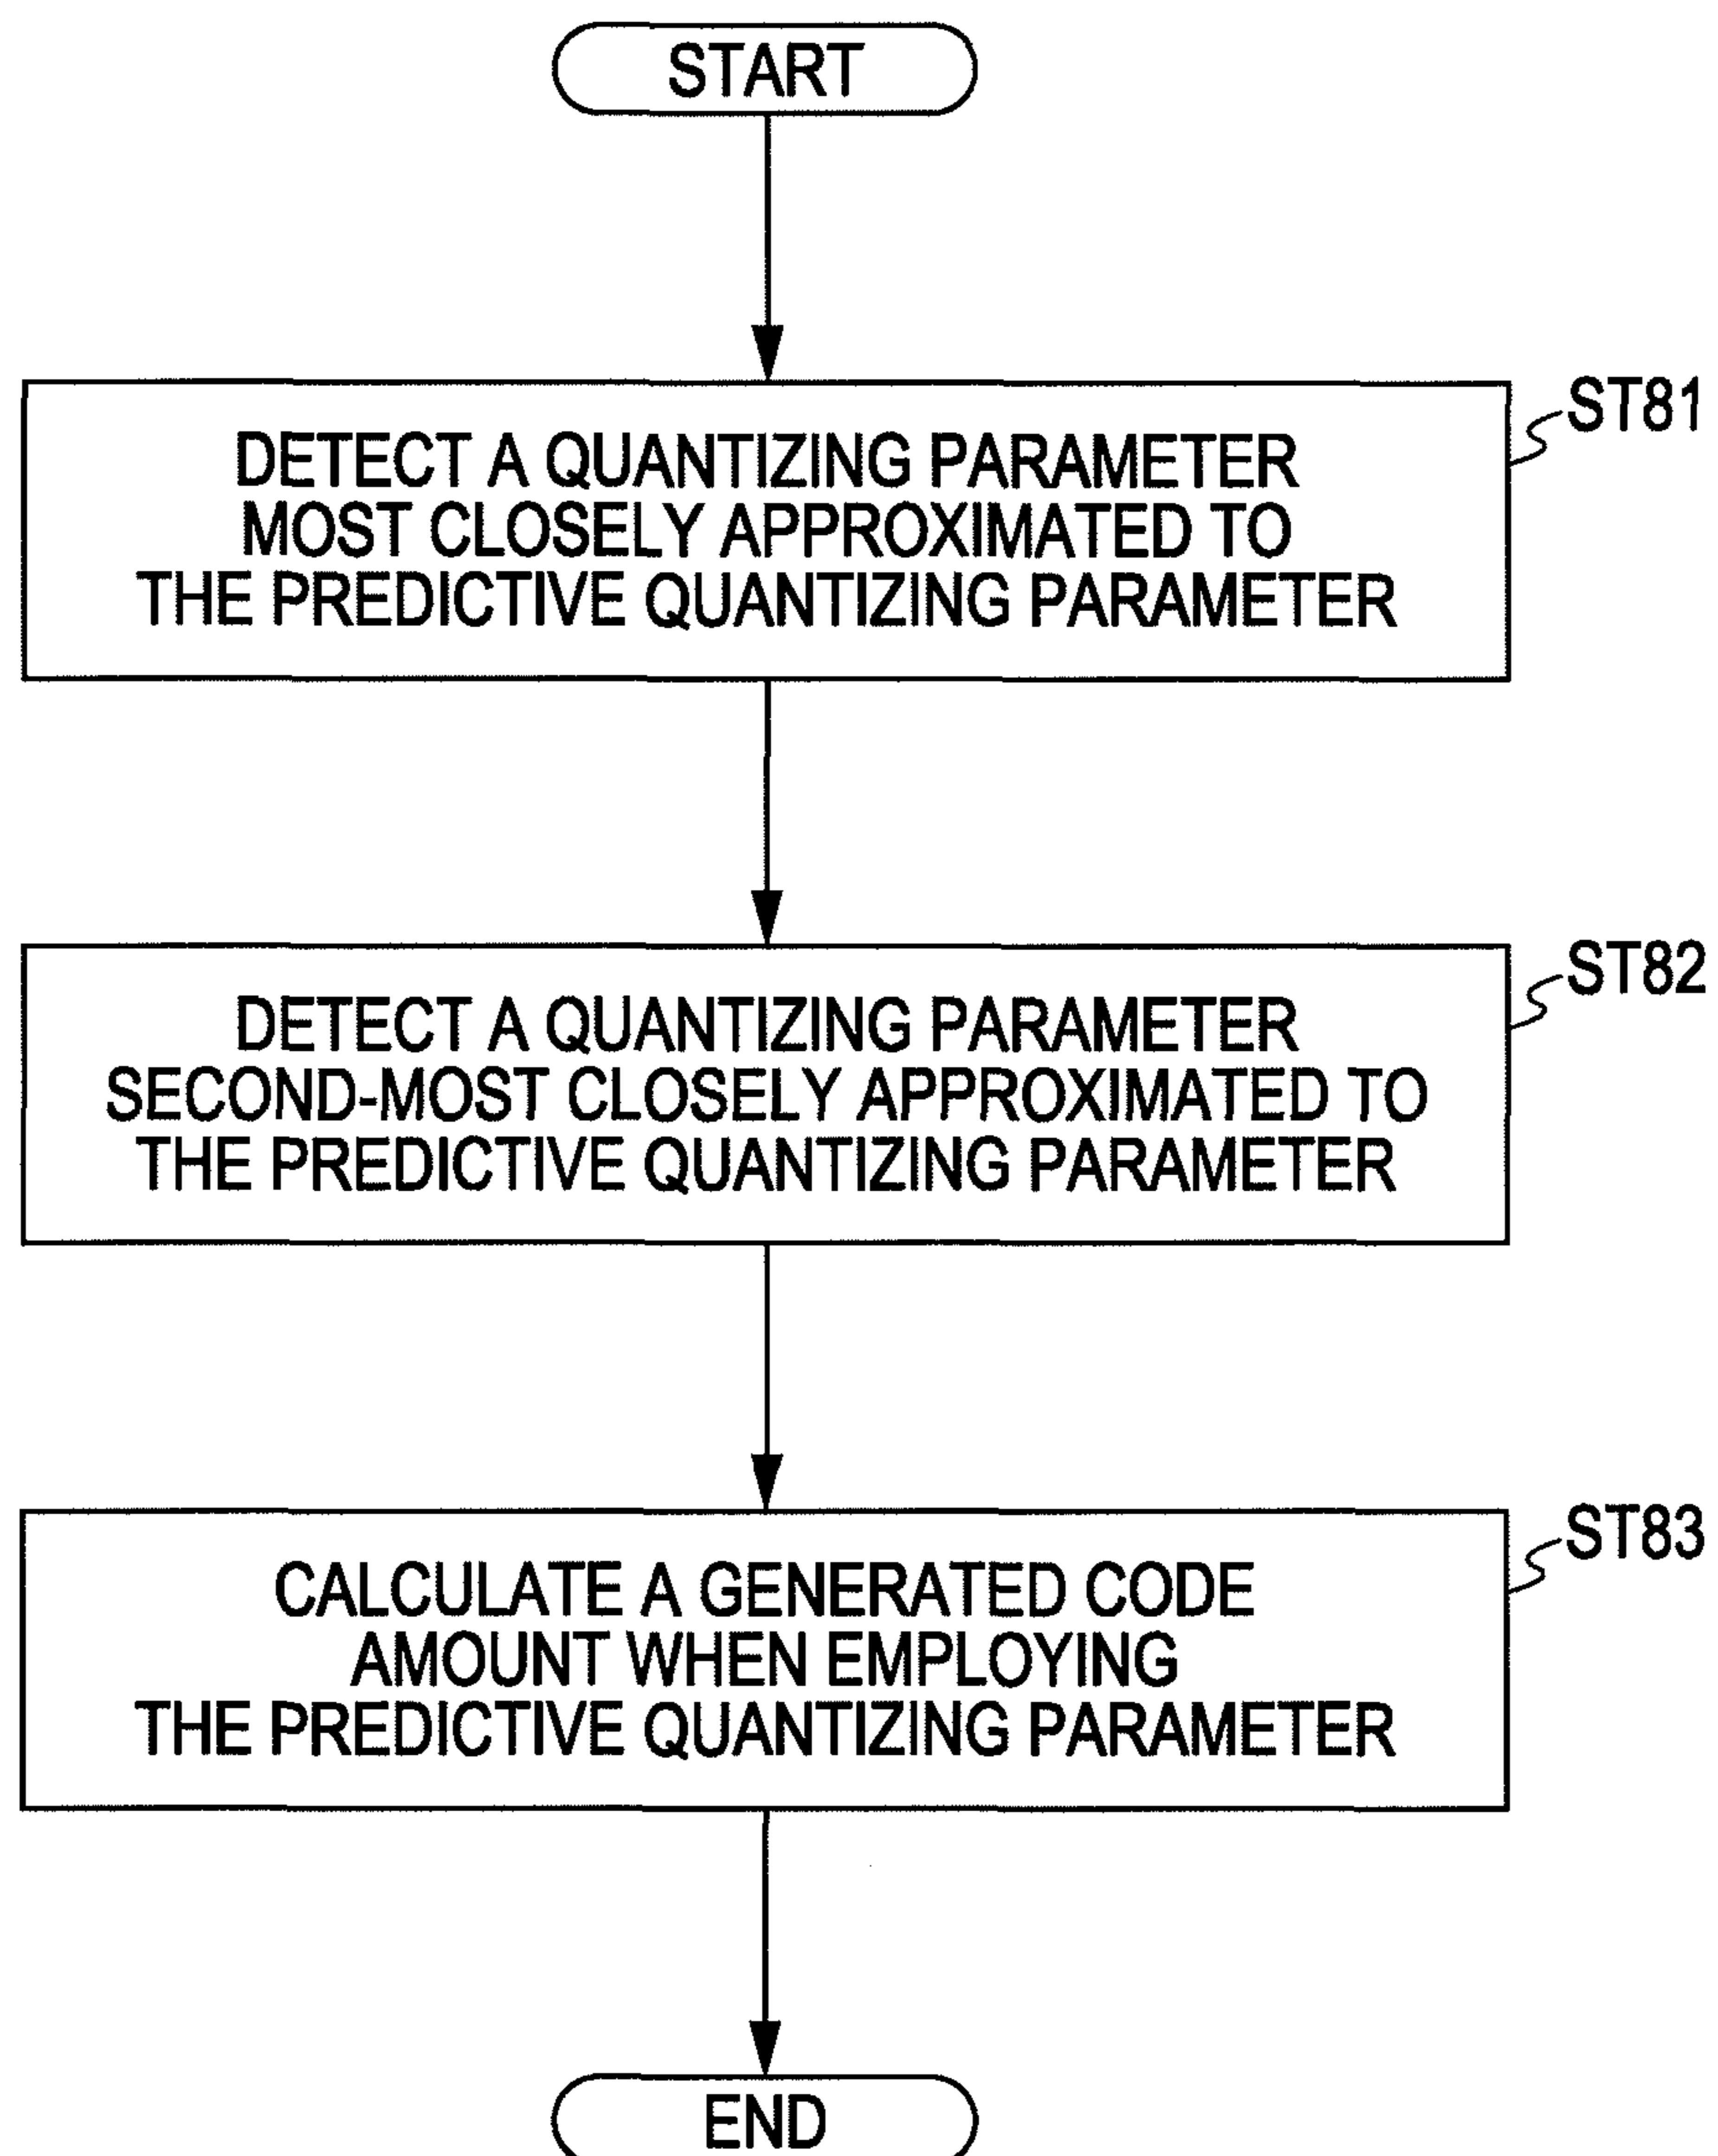 START
ST81
DETECT A QUANTIZING PARAMETER
MOST CLOSELY APPROXIMATED TO
THE PREDICTIVE QUANTIZING PARAMETER
ST82
DETECT A QUANTIZING PARAMETER
SECOND-MOST CLOSELY APPROXIMATED TO
THE PREDICTIVE QUANTIZING PARAMETER
ST83
CALCULATE A GENERATED CODE
AMOUNT WHEN EMPLOYING
THE PREDICTIVE QUANTIZING PARAMETER
END